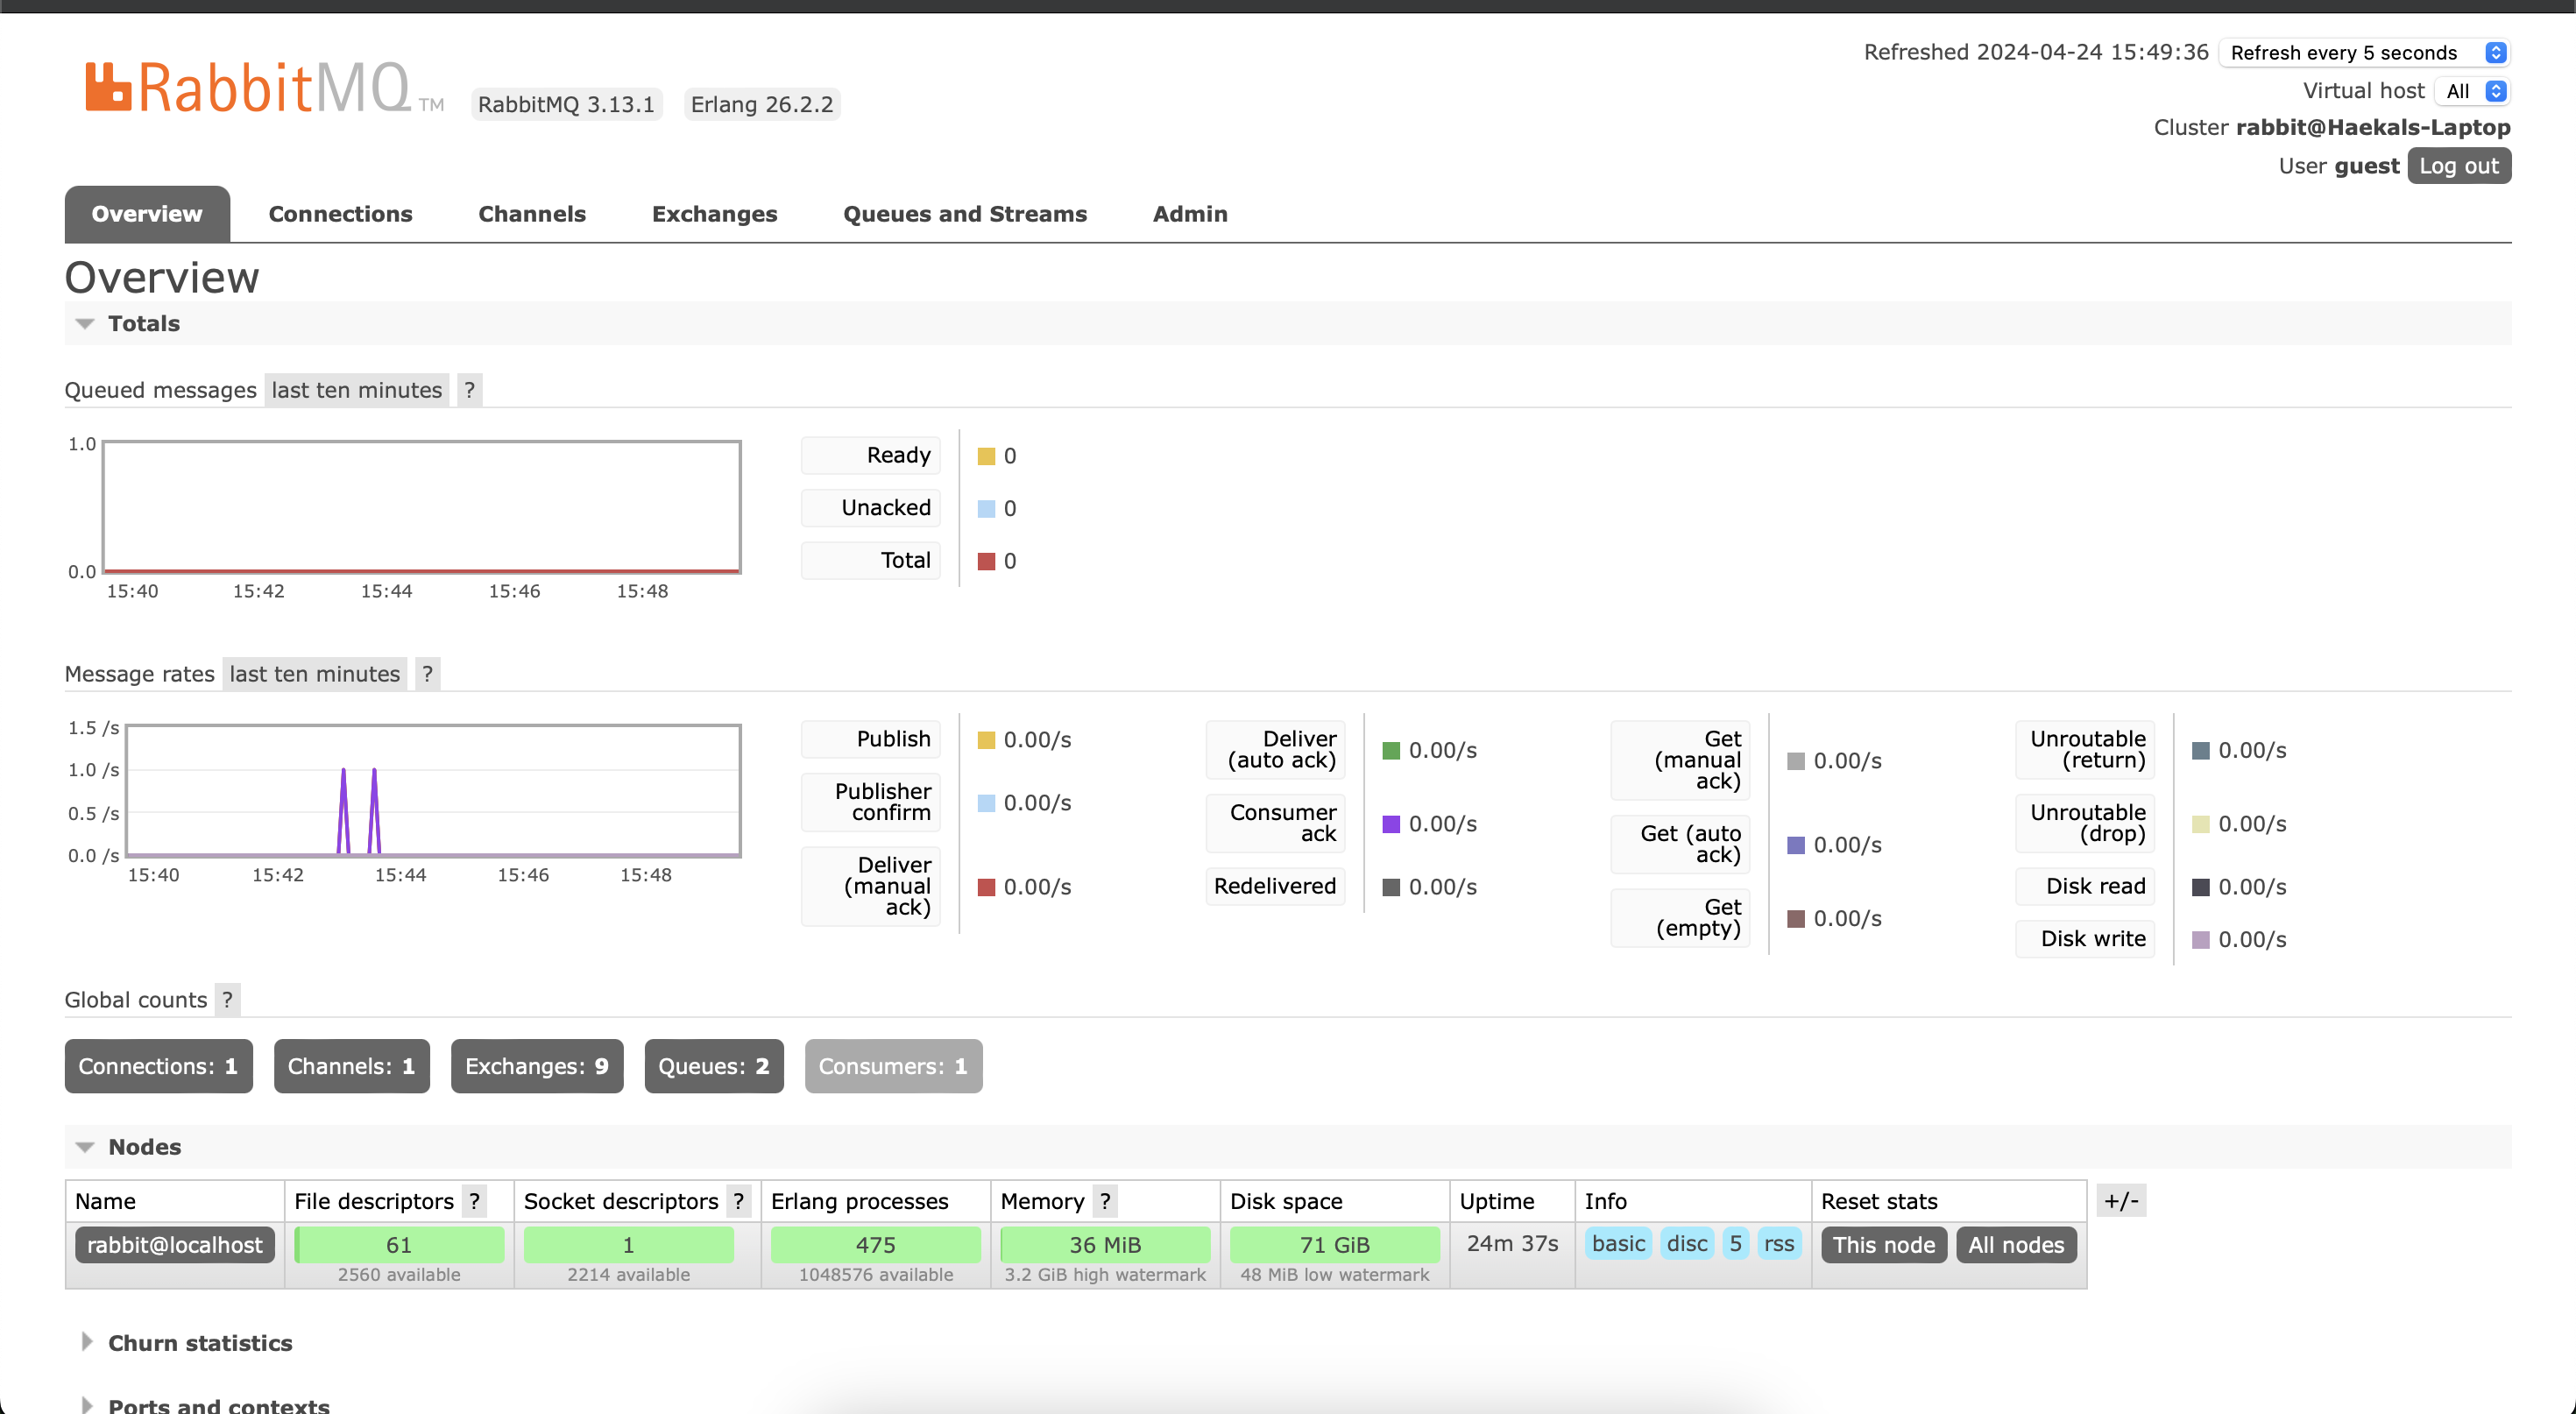 RabbitMQ TM RabbitMQ 3.13.1 Erlang 26.2.2
Refreshed 2024-04-24 15:49:36 Refresh every 5 seconds
Virtual host All
Cluster rabbit@Haekals-Laptop
User guest Log out
Overview Connections Channels Exchanges Queues and Streams Admin
Overview
Totals
Queued messages last ten minutes ?
1.0
0.0
15:40 15:42 15:44 15:46 15:48
Ready 0
Unacked 0
Total 0
Message rates last ten minutes ?
1.5 /s
1.0 /s
0.5 /s
0.0 /s
15:40 15:42 15:44 15:46 15:48
Publish 0.00/s
Publisher
confirm 0.00/s
Deliver
(manual
ack) 0.00/s
Deliver
(auto ack) 0.00/s
Consumer
ack 0.00/s
Redelivered 0.00/s
Get
(manual
ack) 0.00/s
Get (auto
ack) 0.00/s
Get
(empty) 0.00/s
Unroutable
(return) 0.00/s
Unroutable
(drop) 0.00/s
Disk read 0.00/s
Disk write 0.00/s
Global counts ?
Connections: 1 Channels: 1 Exchanges: 9 Queues: 2 Consumers: 1
Nodes
Name File descriptors ? Socket descriptors ? Erlang processes Memory ? Disk space Uptime Info Reset stats +/-
rabbit@localhost 61 1 475 36 MiB 71 GiB 24m 37s basic disc 5 rss This node All nodes
2560 available 2214 available 1048576 available 3.2 GiB high watermark 48 MiB low watermark
Churn statistics
Ports and contexts